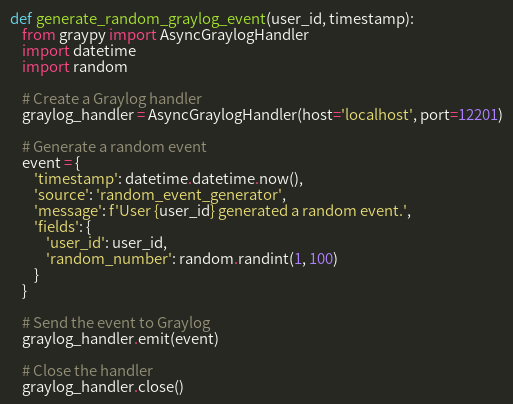 def generate_random_graylog_event(user_id, timestamp):
from graypy import AsyncGraylogHandler
import datetime
import random
# Create a Graylog handler
graylog_handler = AsyncGraylogHandler(host='localhost', port=12201)
# Generate a random event
event = {
'timestamp': datetime.datetime.now(),
'source': 'random_event_generator',
'message': f'User {user_id} generated a random event.',
'fields': {
'user_id': user_id,
'random_number': random.randint(1, 100)
}
}
# Send the event to Graylog
graylog_handler.emit(event)
# Close the handler
graylog_handler.close()